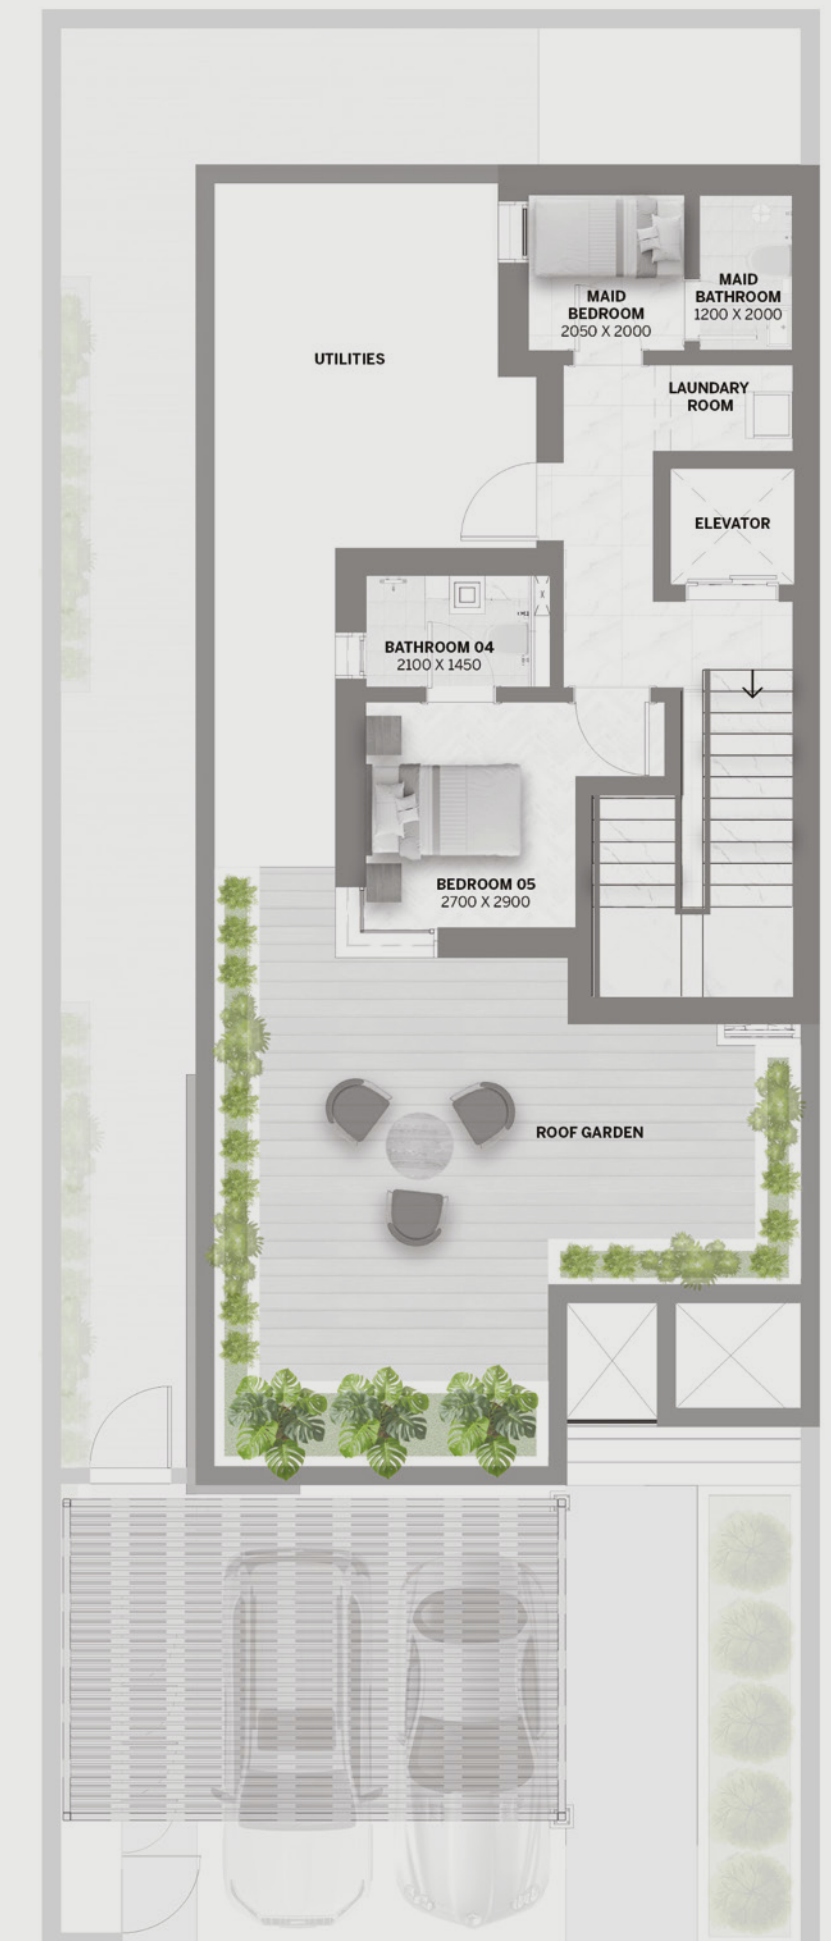 MAID
BEDROOM
2050 X 2000
MAID
BATHROOM
1200 X 2000
UTILITIES
LAUNDARY
ROOM
ELEVATOR
BATHROOM 04
2100 X 1450
BEDROOM 05
2700 X 2900
ROOF GARDEN